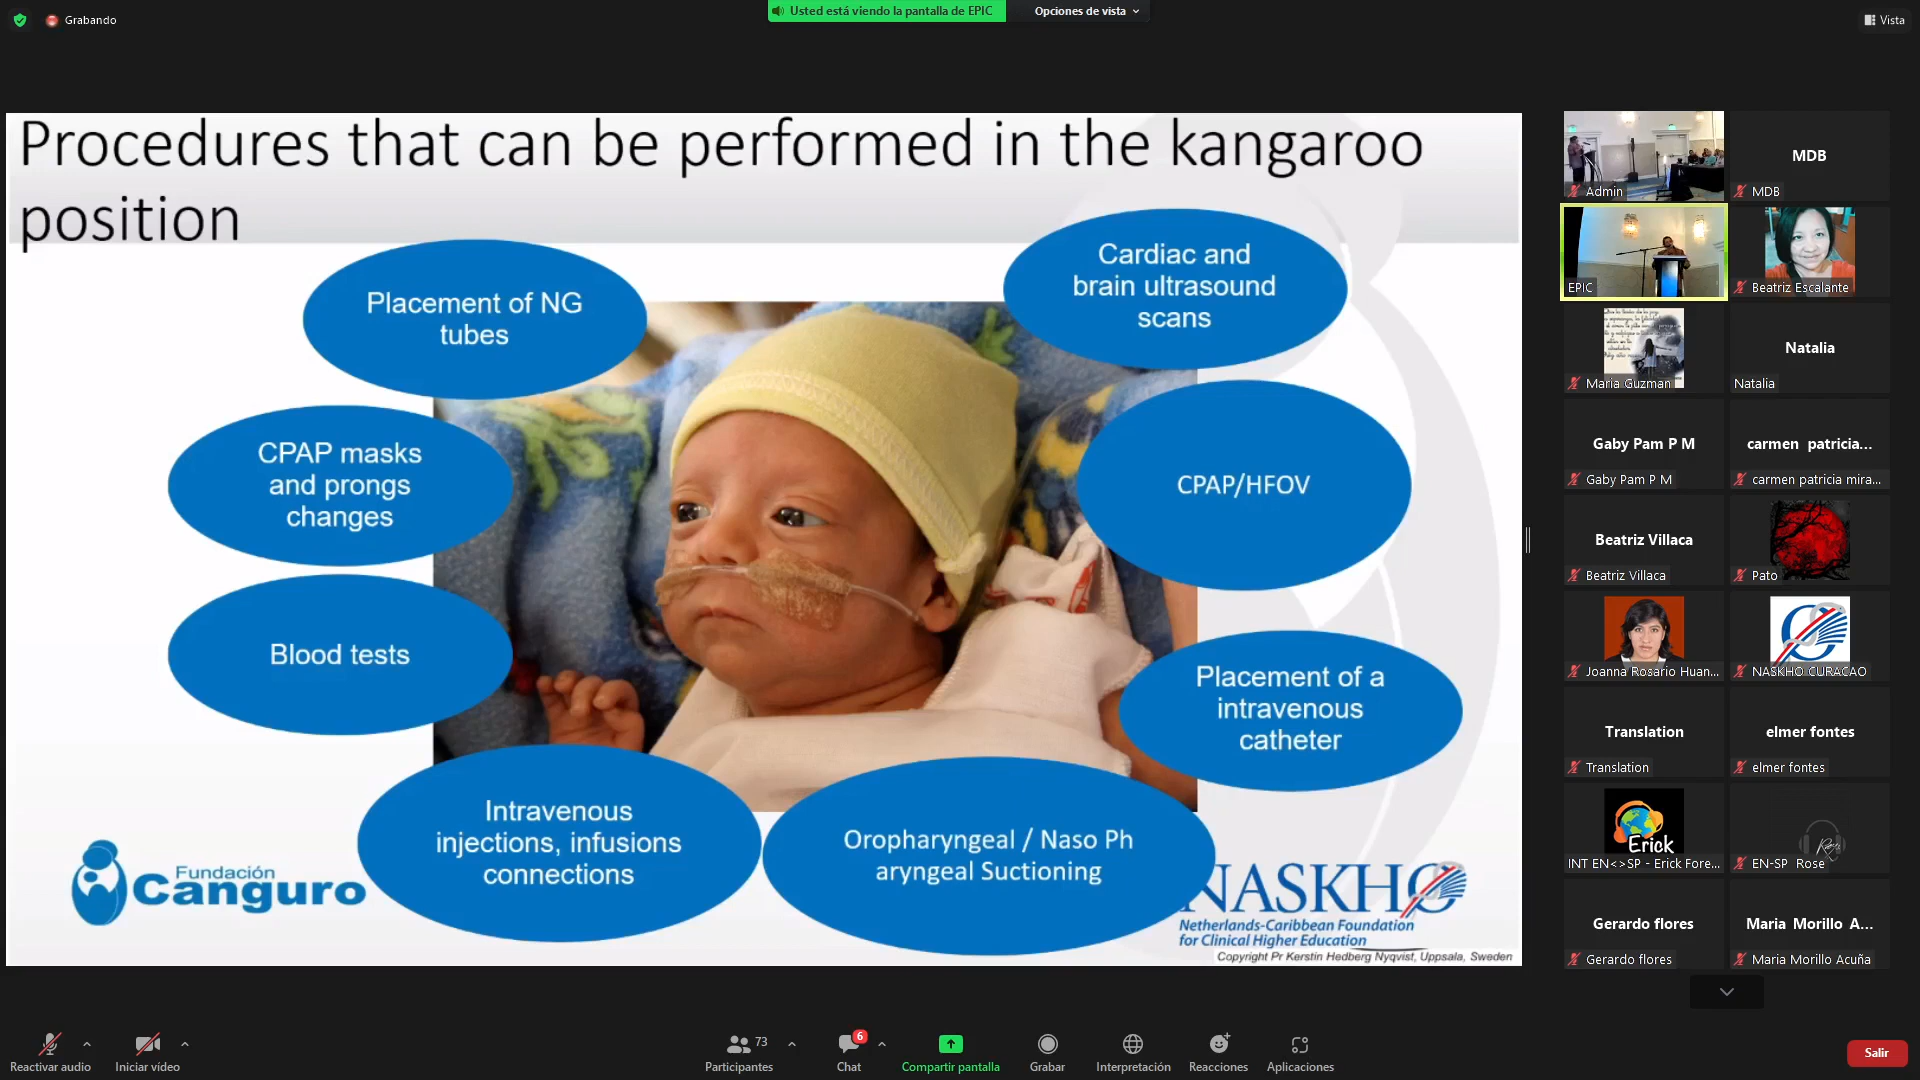 Grabando
Usted está viendo la pantalla de EPIC
Opciones de vista
Vista
Procedures that can be performed in the kangaroo
position
Placement of NG
tubes
Cardiac and
brain ultrasound
scans
CPAP masks
and prongs
changes
CPAP/HFOV
Blood tests
Placement of a
intravenous
catheter
Intravenous
injections, infusions
connections
Oropharyngeal / Naso Ph
aryngeal Suctioning
Fundación
Canguro
NASKHO
Netherlands-Caribbean Foundation
for Clinical Higher Education
Copyright Pr Kerstin Hedberg Nyqvist, Uppsala, Sweden
Admin
MDB
MDB
EPIC
Beatriz Escalante
Maria Guzman
Natalia
Natalia
Gaby Pam P M
Gaby Pam P M
carmen patricia...
carmen patricia mira...
Beatriz Villaca
Beatriz Villaca
Pato
Joanna Rosario Huan...
NASKHO CURACAO
Translation
Translation
elmer fontes
elmer fontes
Erick
INT EN<>SP - Erick Fore...
EN-SP Rose
Gerardo flores
Gerardo flores
Maria Morillo A...
Maria Morillo Acuña
Reactivar audio
Iniciar vídeo
73
Participantes
6
Chat
Compartir pantalla
Grabar
Interpretación
Reacciones
Aplicaciones
Salir